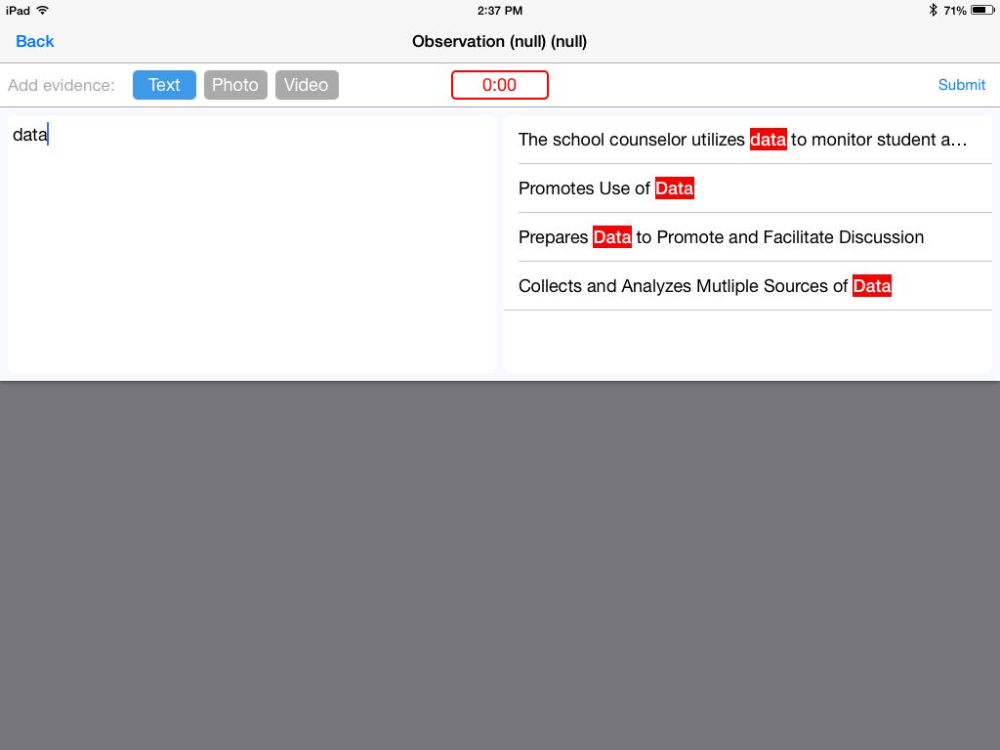 iPad 2:37 PM 71%
Back Observation (null) (null)
Add evidence: Text Photo Video 0:00 Submit
data
The school counselor utilizes data to monitor student a…
Promotes Use of Data
Prepares Data to Promote and Facilitate Discussion
Collects and Analyzes Mutliple Sources of Data